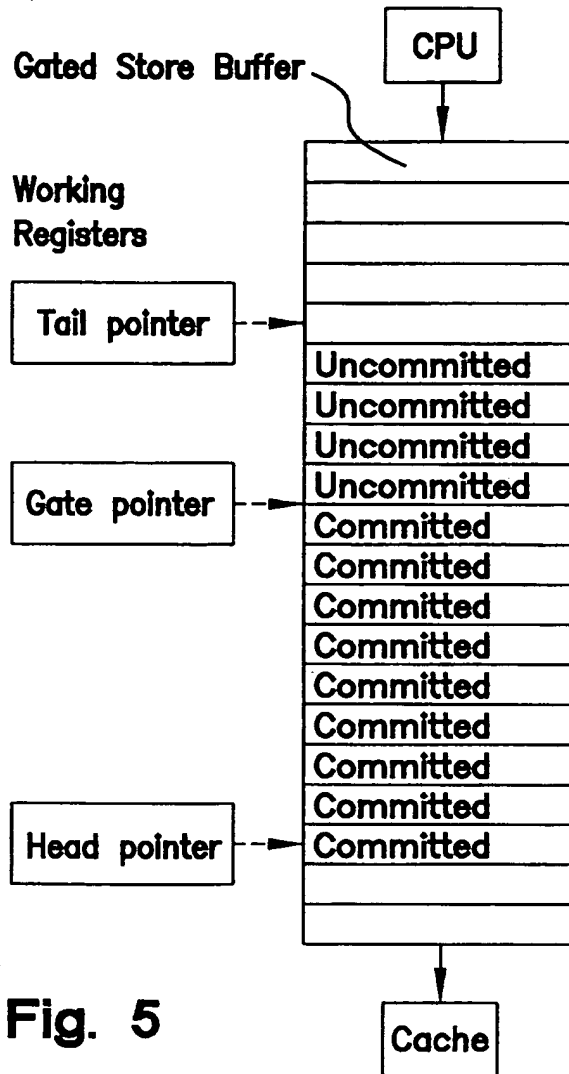 CPU
Gated Store Buffer
Working
Registers
Tail pointer
Uncommitted
Uncommitted
Uncommitted
Uncommitted
Gate pointer
Committed
Committed
Committed
Committed
Committed
Committed
Committed
Committed
Head pointer
Committed
Fig. 5
Cache